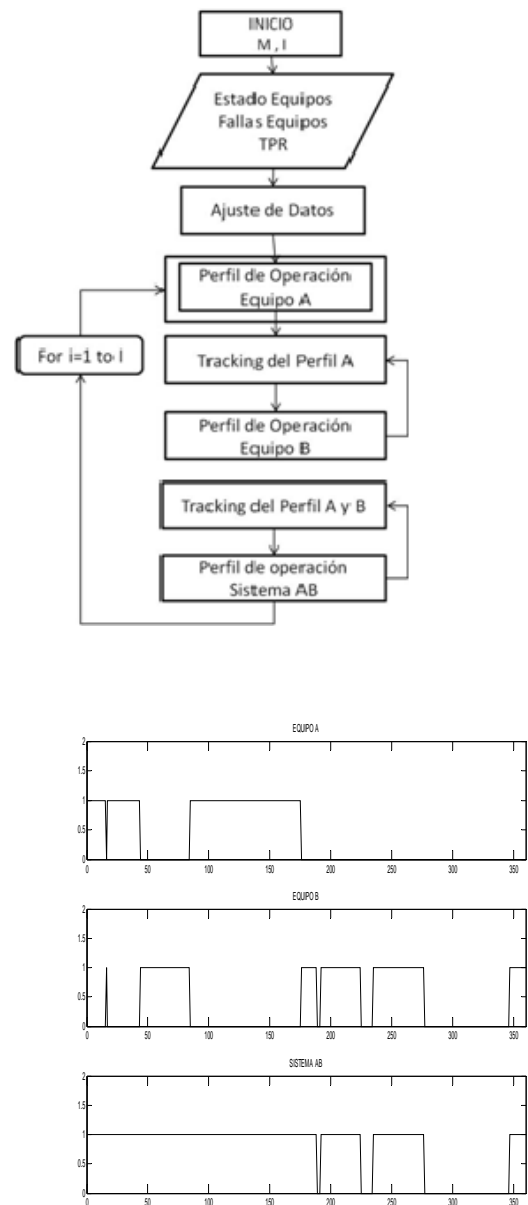 INICIO
M , I
Estado Equipos
Fallas Equipos
TPR
Ajuste de Datos
Perfil de Operación
Equipo A
For i=1 to I
Tracking del Perfil A
Perfil de Operación
Equipo B
Tracking del Perfil A y B
Perfil de operación
Sistema AB
EQUIPO A
2
1.5
1
0.5
0
0 50 100 150 200 250 300 350
EQUIPO B
2
1.5
1
0.5
0
0 50 100 150 200 250 300 350
SISTEMA AB
2
1.5
1
0.5
0
0 50 100 150 200 250 300 350